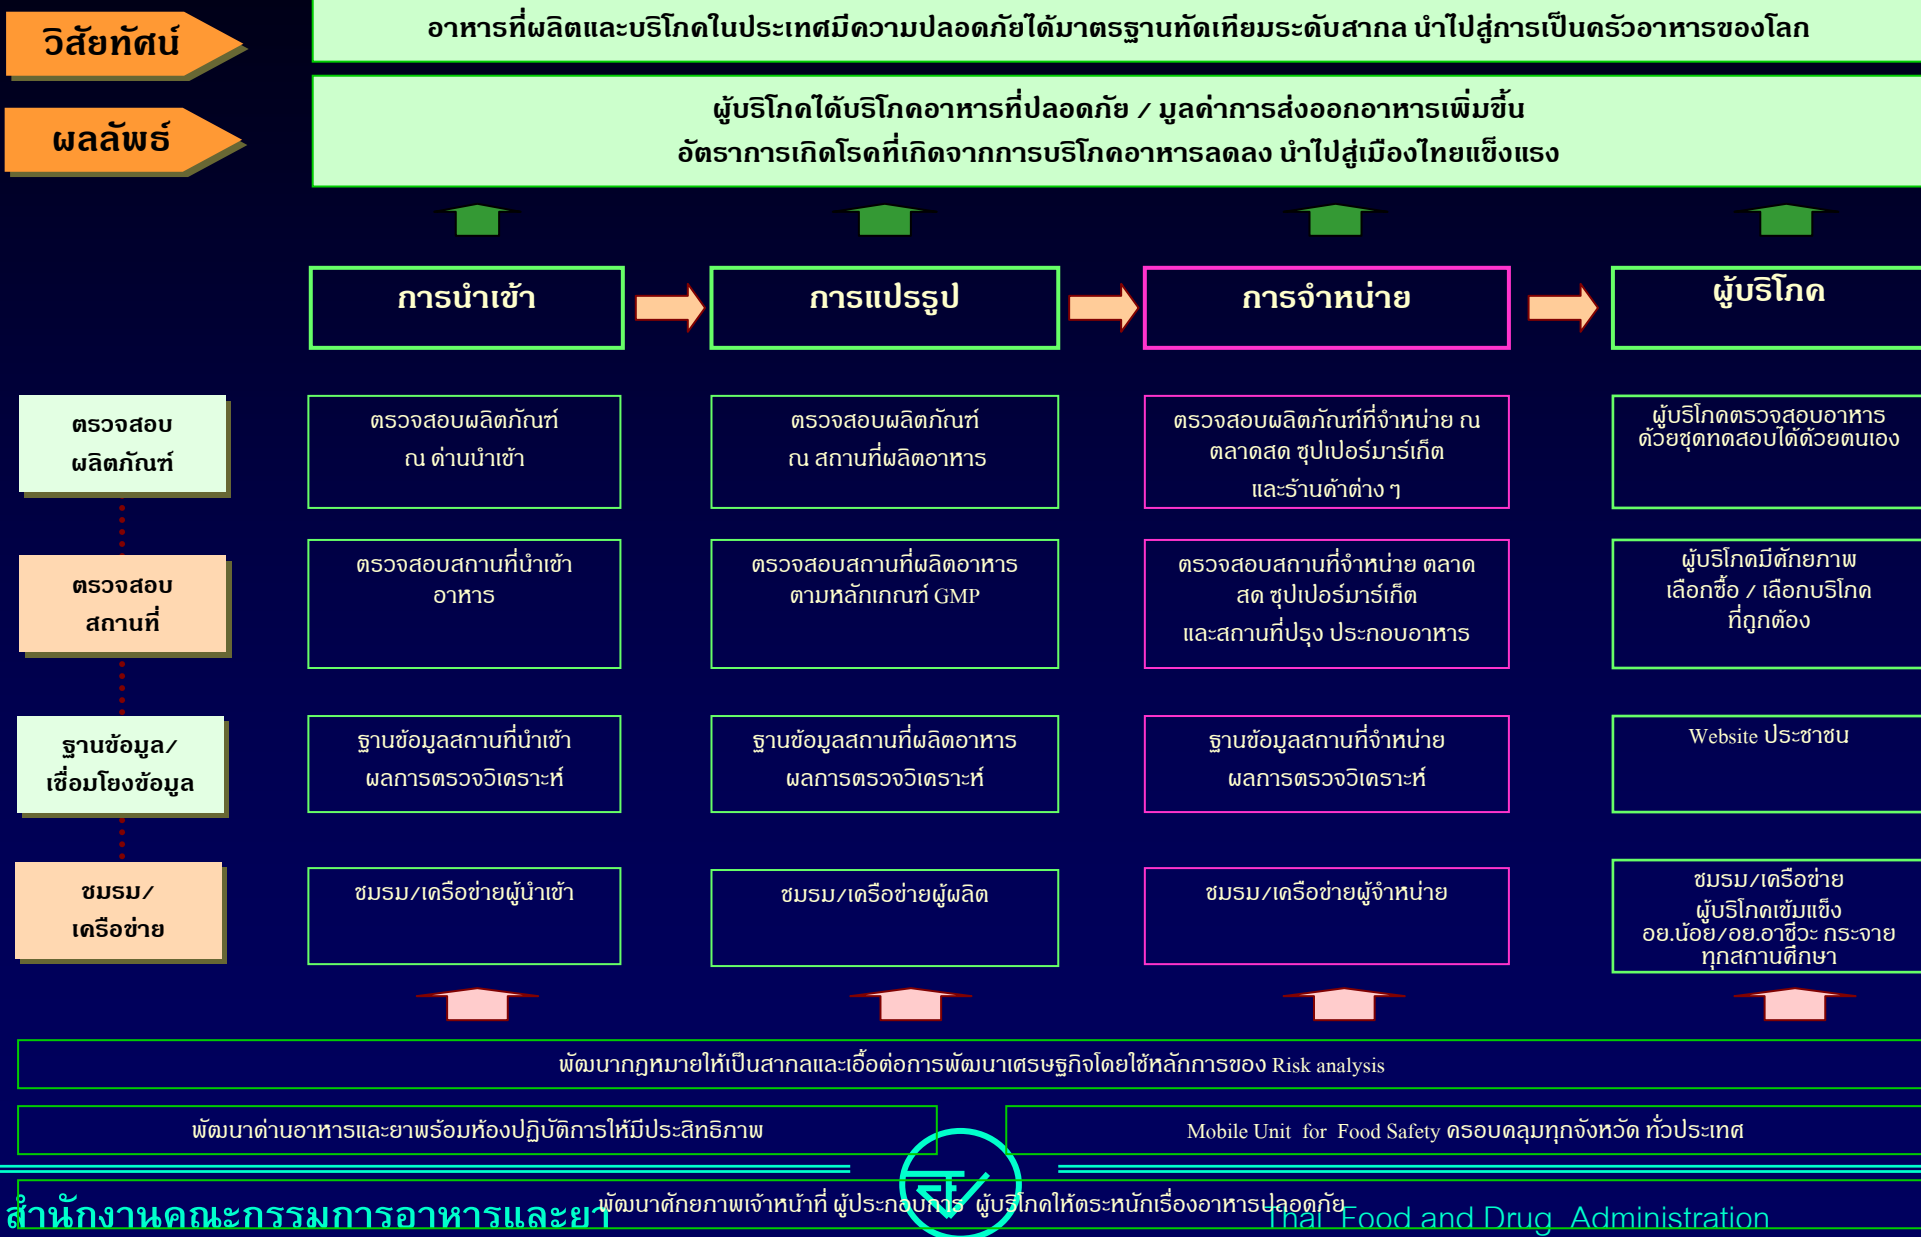 วิสัยทัศน์
อาหารที่ผลิตและบริโภคในประเทศมีความปลอดภัยได้มาตรฐานทัดเทียมระดับสากล นำไปสู่การเป็นครัวอาหารของโลก
ผลลัพธ์
ผู้บริโภคได้บริโภคอาหารที่ปลอดภัย / มูลค่าการส่งออกอาหารเพิ่มขึ้น
อัตราการเกิดโรคที่เกิดจากการบริโภคอาหารลดลง นำไปสู่เมืองไทยแข็งแรง
การนำเข้า
การแปรรูป
การจำหน่าย
ผู้บริโภค
ตรวจสอบ
ผลิตภัณฑ์
ตรวจสอบผลิตภัณฑ์
ณ ด่านนำเข้า
ตรวจสอบผลิตภัณฑ์
ณ สถานที่ผลิตอาหาร
ตรวจสอบผลิตภัณฑ์ที่จำหน่าย ณ
ตลาดสด ซุปเปอร์มาร์เก็ต
และร้านค้าต่าง ๆ
ผู้บริโภคตรวจสอบอาหาร
ด้วยชุดทดสอบได้ด้วยตนเอง
ตรวจสอบ
สถานที่
ตรวจสอบสถานที่นำเข้า
อาหาร
ตรวจสอบสถานที่ผลิตอาหาร
ตามหลักเกณฑ์ GMP
ตรวจสอบสถานที่จำหน่าย ตลาด
สด ซุปเปอร์มาร์เก็ต
และสถานที่ปรุง ประกอบอาหาร
ผู้บริโภคมีศักยภาพ
เลือกซื้อ / เลือกบริโภค
ที่ถูกต้อง
ฐานข้อมูล/
เชื่อมโยงข้อมูล
ฐานข้อมูลสถานที่นำเข้า
ผลการตรวจวิเคราะห์
ฐานข้อมูลสถานที่ผลิตอาหาร
ผลการตรวจวิเคราะห์
ฐานข้อมูลสถานที่จำหน่าย
ผลการตรวจวิเคราะห์
Website ประชาชน
ชมรม/
เครือข่าย
ชมรม/เครือข่ายผู้นำเข้า
ชมรม/เครือข่ายผู้ผลิต
ชมรม/เครือข่ายผู้จำหน่าย
ชมรม/เครือข่าย
ผู้บริโภคเข้มแข็ง
อย.น้อย/อย.อาชีวะ กระจาย
ทุกสถานศึกษา
พัฒนากฎหมายให้เป็นสากลและเอื้อต่อการพัฒนาเศรษฐกิจโดยใช้หลักการของ Risk analysis
พัฒนาด่านอาหารและยาพร้อมห้องปฏิบัติการให้มีประสิทธิภาพ
Mobile Unit for Food Safety ครอบคลุมทุกจังหวัด ทั่วประเทศ
พัฒนาศักยภาพเจ้าหน้าที่ ผู้ประกอบการ ผู้บริโภคให้ตระหนักเรื่องอาหารปลอดภัย
สำนักงานคณะกรรมการอาหารและยา
Thai Food and Drug Administration